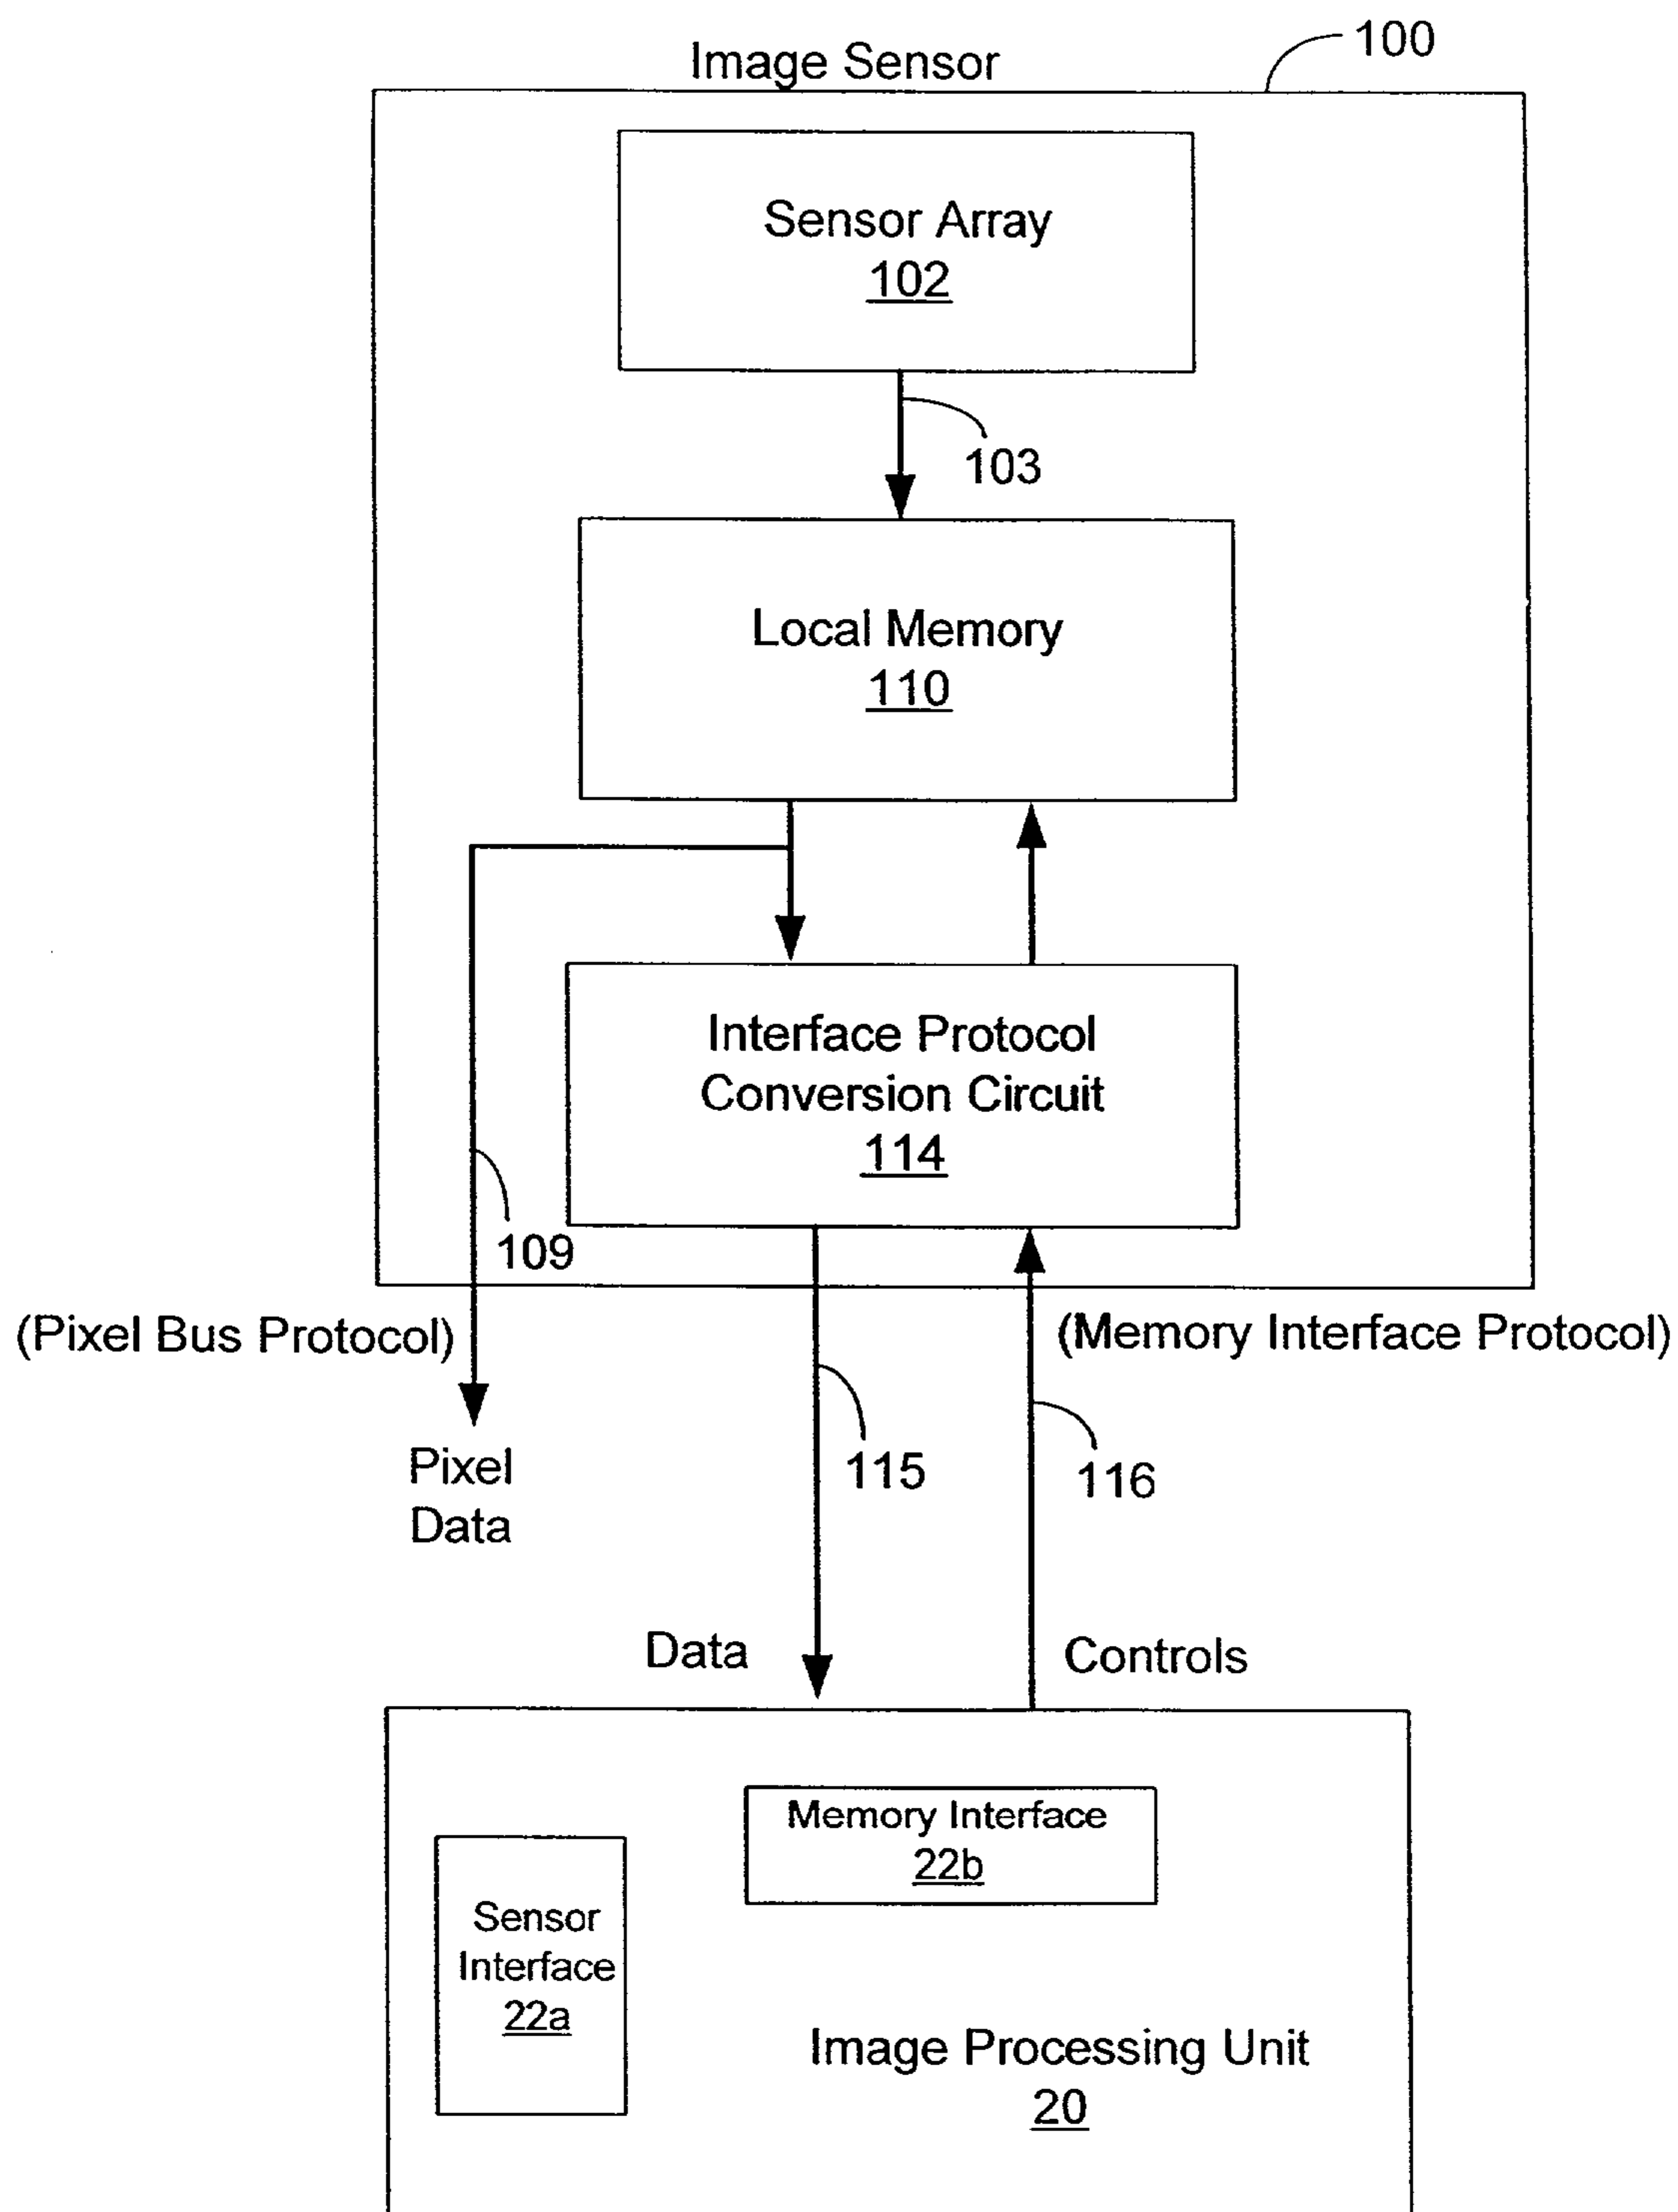 100
Image Sensor
Sensor Array
102
103
Local Memory
110
Interface Protocol
Conversion Circuit
114
109
(Pixel Bus Protocol)
(Memory Interface Protocol)
115
116
Pixel
Data
Data
Controls
Memory Interface
22b
Sensor
Interface
22a
Image Processing Unit
20